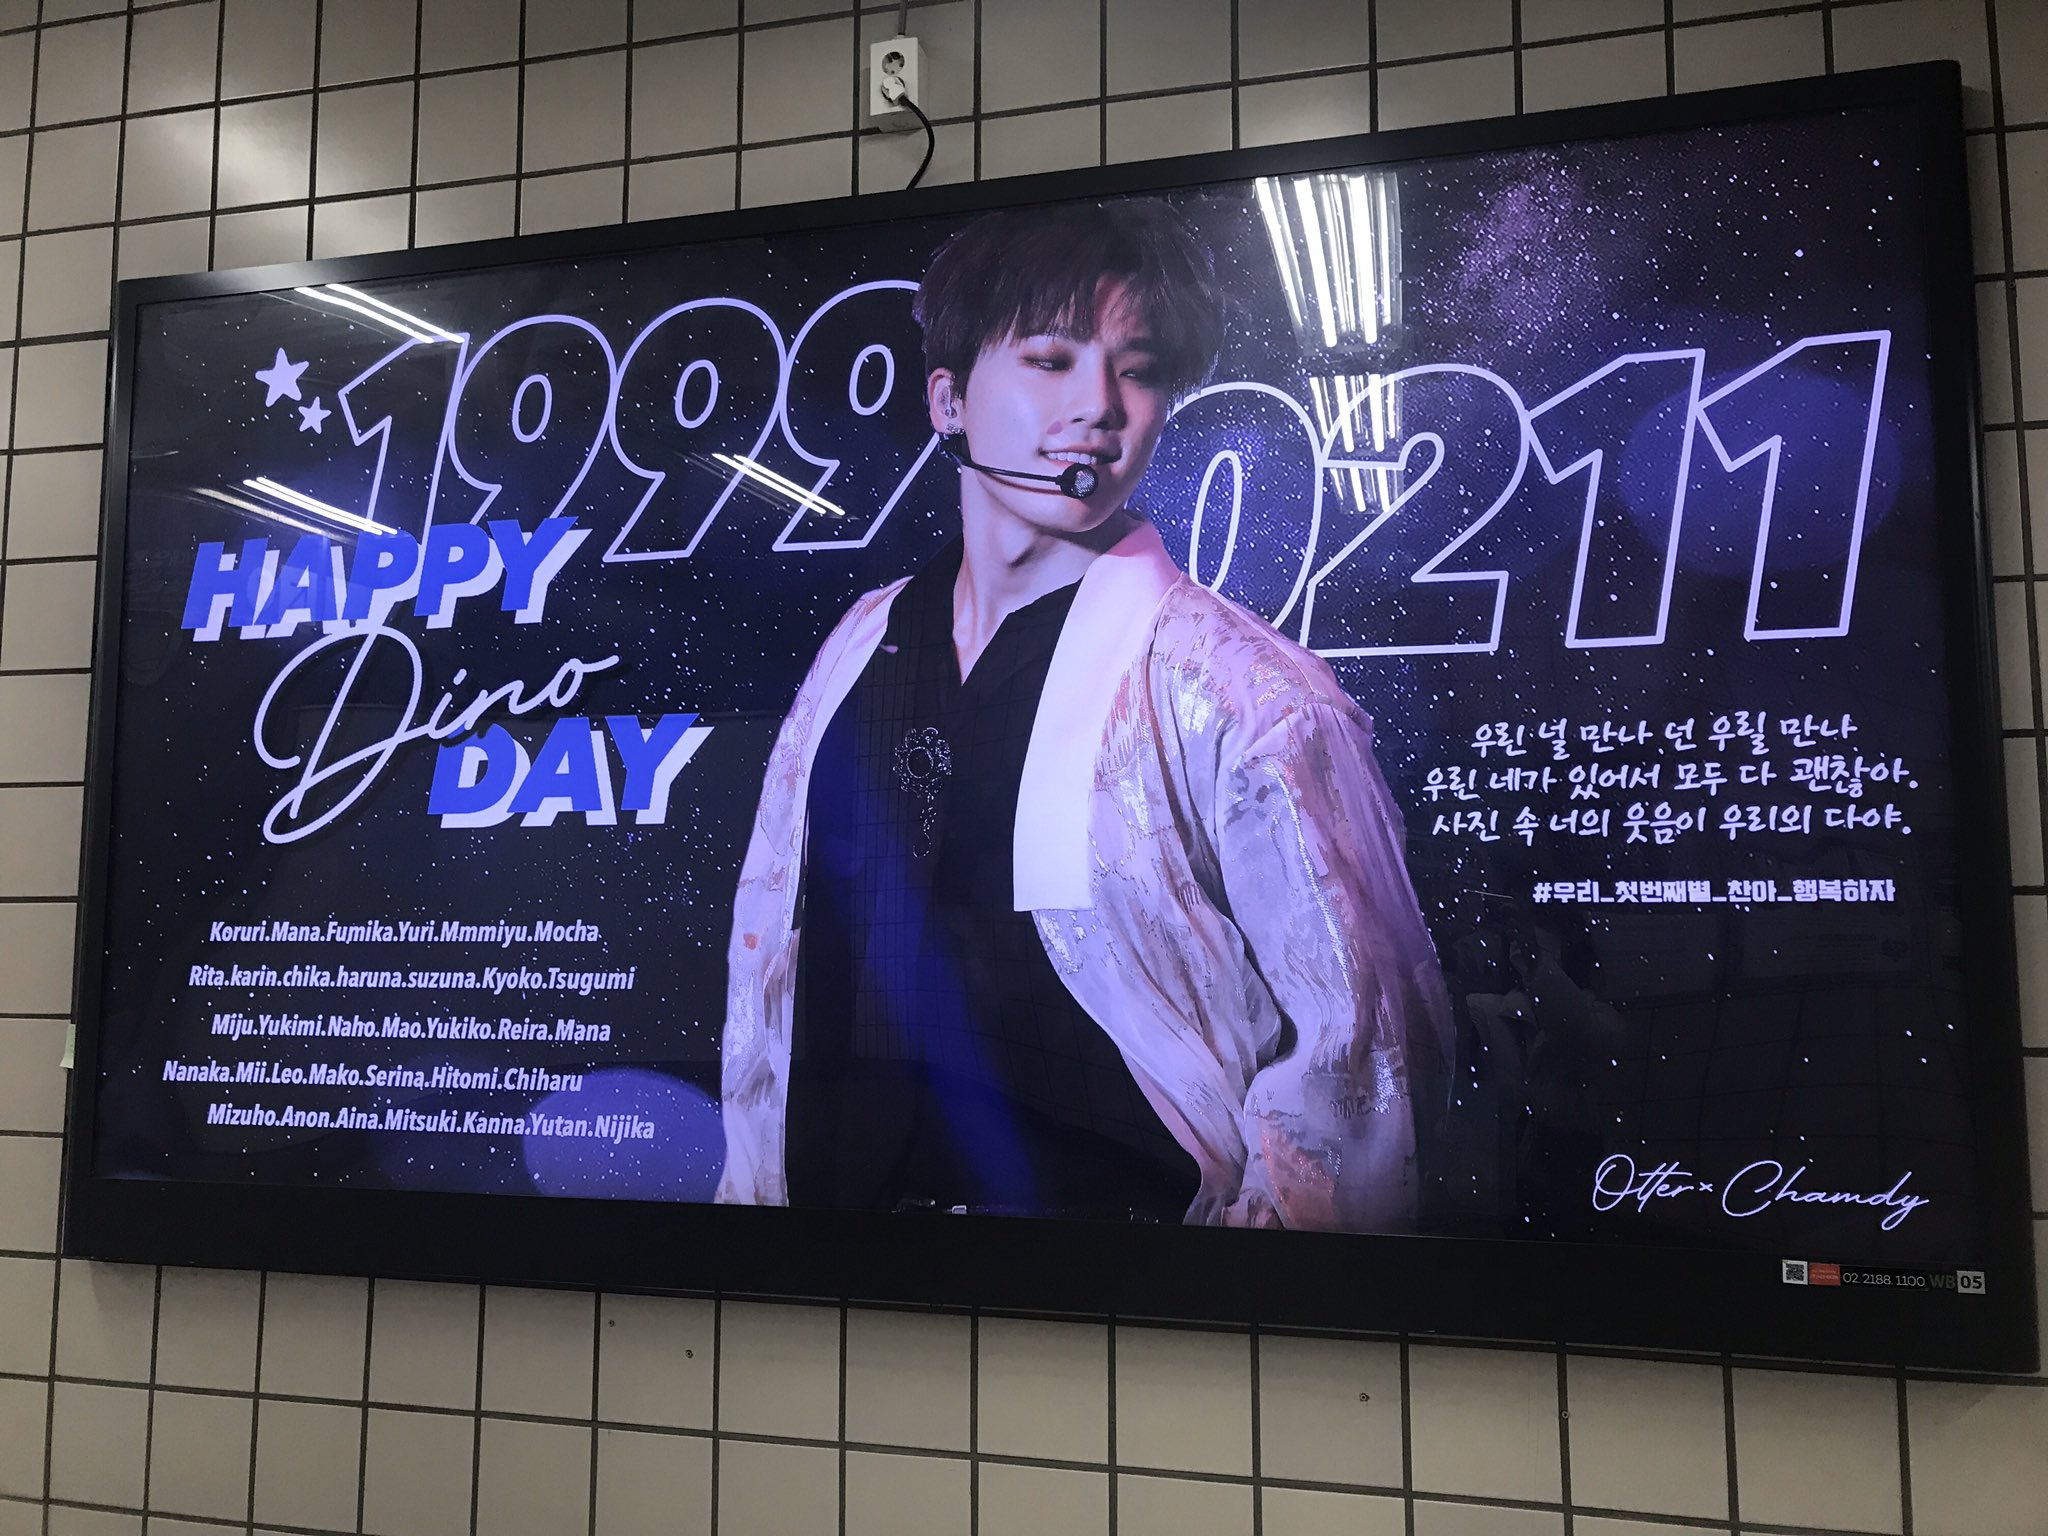 1999 0211
HAPPY
Dino
DAY
우린 널 만나 넌 우릴 만나
우린 네가 있어서 모두 다 괜찮아.
사진 속 너의 웃음이 우리의 다야.
#우리_첫번째별_찬아_행복하자
Koruri.Mana.Fumika.Yuri.Mmmiyu.Mocha
Rita.karin.chika.haruna.suzuna.Kyoko.Tsugumi
Miju.Yukimi.Naho.Mao.Yukiko.Reira.Mana
Nanaka.Mii.Leo.Mako.Serina.Hitomi.Chiharu
Mizuho.Anon.Aina.Mitsuki.Kanna.Yutan.Nijika
Otter×Chamdy
02.2188.1100 WB 05